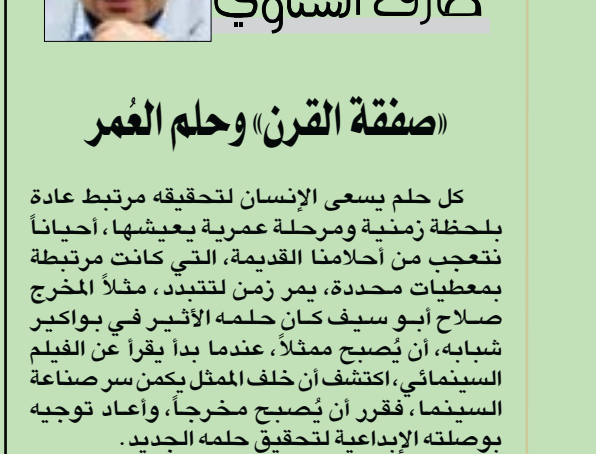 الشناوي
«صفقة القرن» وحلم العُمر
كل حلم يسعى الإنسان لتحقيقه مرتبط عادة
بلحظة زمنية ومرحلة عمرية يعيشها، أحياناً
نتعجب من أحلامنا القديمة، التي كانت مرتبطة
بمعطيات محددة، يمر زمن لتتبدد، مثلاً المخرج
صلاح أبو سيف كان حلمه الأثير في بواكير
شبابه، أن يُصبح ممثلاً، عندما بدأ يقرأ عن الفيلم
السينمائي، اكتشف أن خلف الممثل يكمن سر صناعة
السينما، فقرر أن يُصبح مخرجاً، وأعاد توجيه
بوصلته الإبداعية لتحقيق حلمه الجديد.